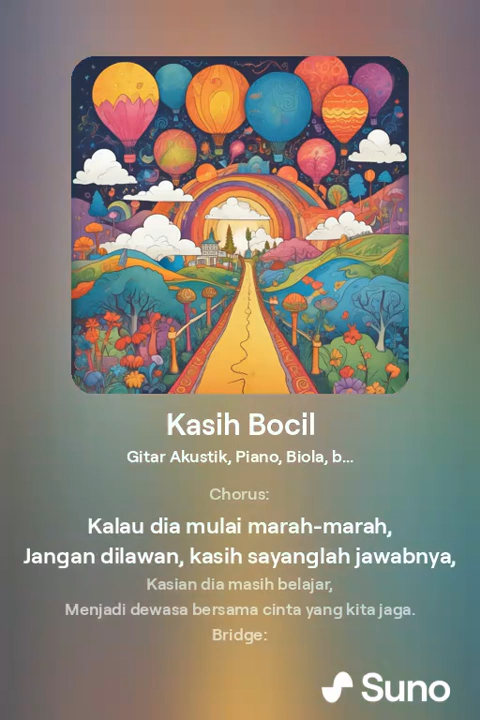 Kasih Bocil
Gitar Akustik, Piano, Biola, b...
Chorus:
Kalau dia mulai marah-marah,
Jangan dilawan, kasih sayanglah jawabnya,
Kasian dia masih belajar,
Menjadi dewasa bersama cinta yang kita jaga.
Bridge:
Suno